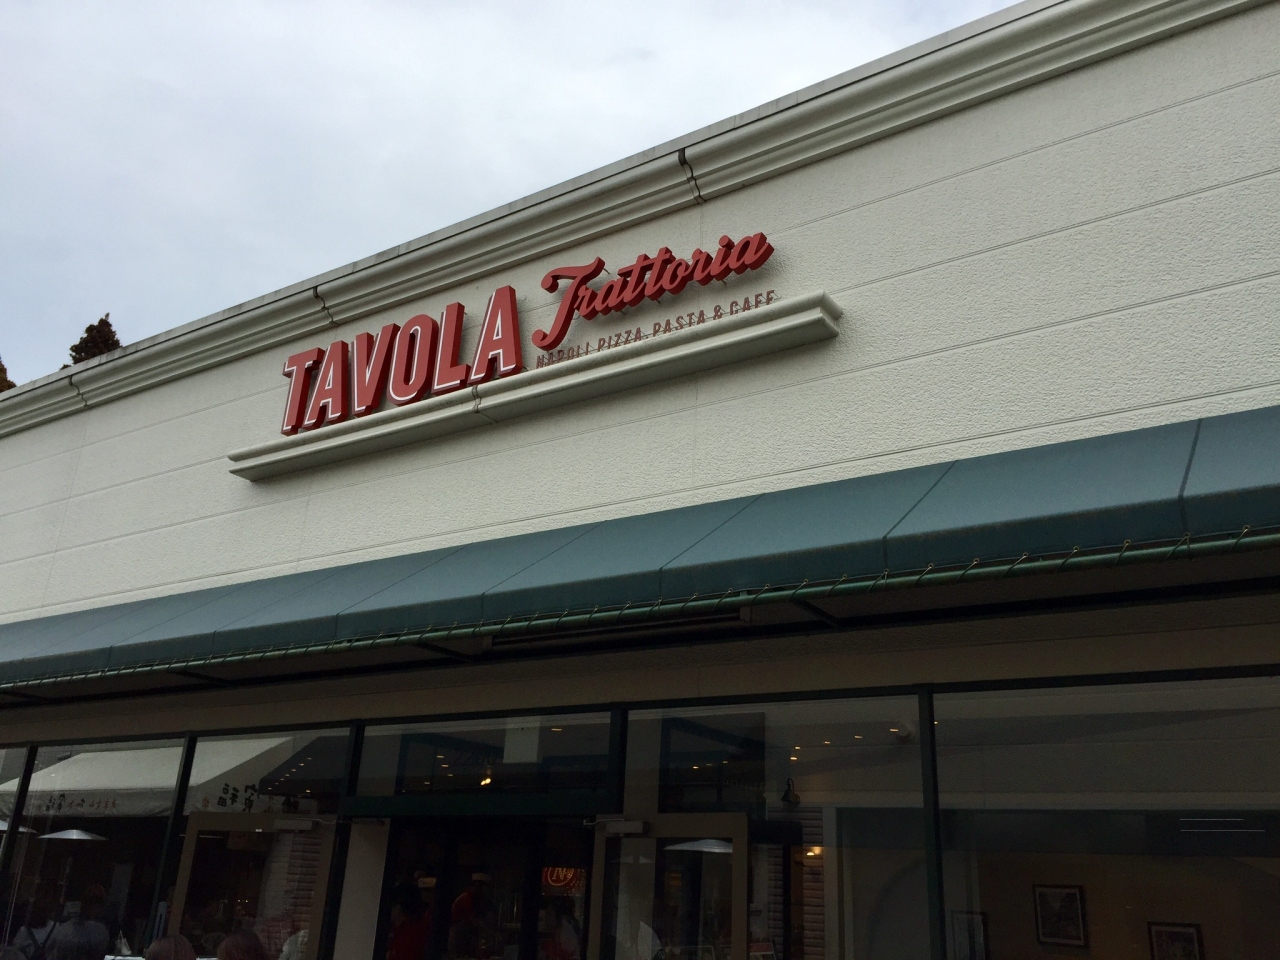 TAVOLA
Trattoria
NAPOLI PIZZA, PASTA & CAFE